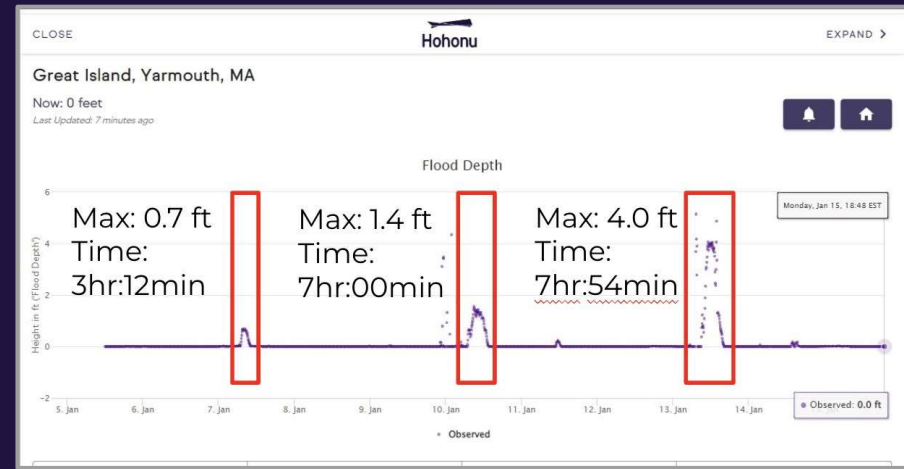 CLOSE
Hohonu
EXPAND >
Great Island, Yarmouth, MA
Now: 0 feet
Last Updated: 7 minutes ago
Flood Depth
Monday, Jan 15, 18:48 EST
Max: 0.7 ft
Time:
3hr:12min
Max: 1.4 ft
Time:
7hr:00min
Max: 4.0 ft
Time:
7hr:54min
Height in ft ('Flood Depth')
6
4
2
0
-2
5. Jan
6. Jan
7. Jan
8. Jan
9. Jan
10. Jan
11. Jan
12. Jan
13. Jan
14. Jan
Observed: 0.0 ft
Observed